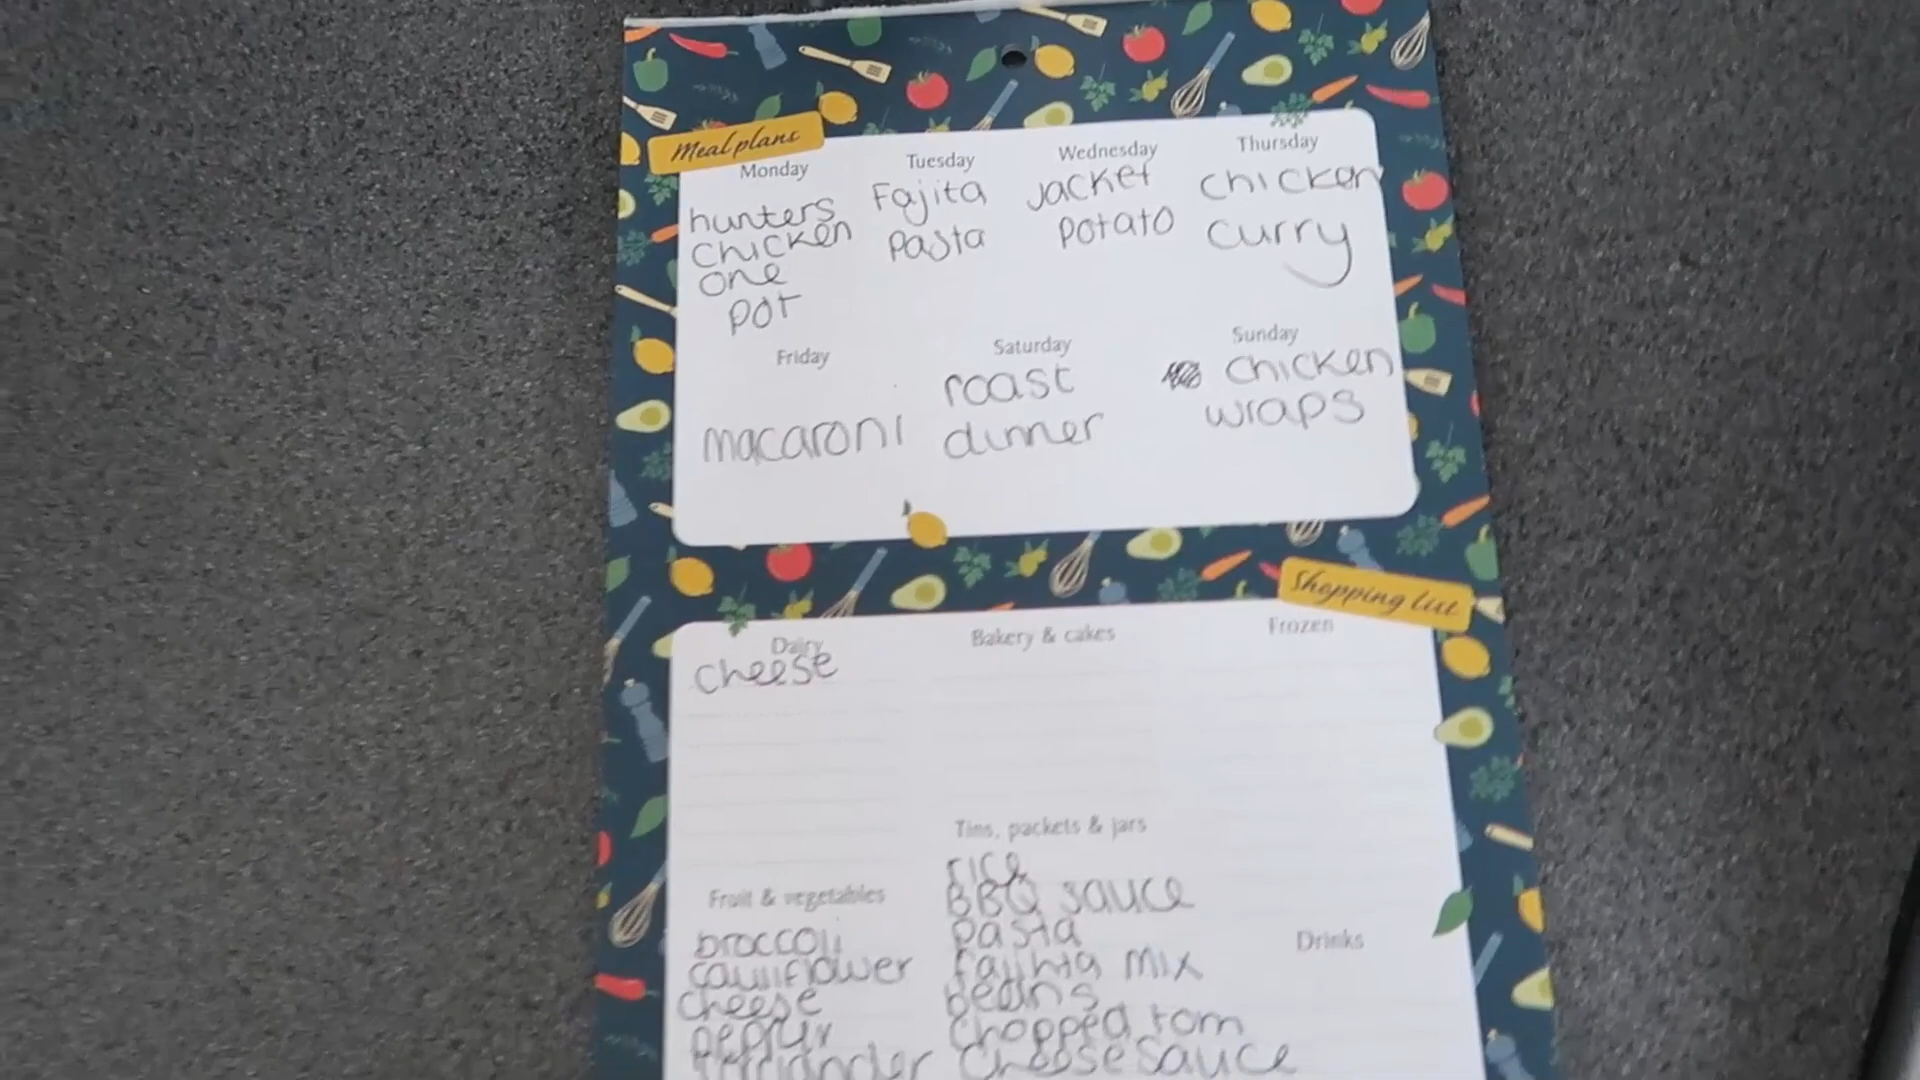 Meal plans
Monday
hunters
chicken
one
pot
Tuesday
Fajita
pasta
Wednesday
Jacket
potato
Thursday
chicken
curry
Friday
macaroni
Saturday
roast
dinner
Sunday
chicken
wraps
Shopping list
Dairy
cheese
Bakery & cakes
Frozen
Fruit & vegetables
broccoli
cauliflower
cheese
Tins, packets & jars
rice
BBQ sauce
pasta
fajita mix
beans
chopped tom
cheese sauce
Drinks